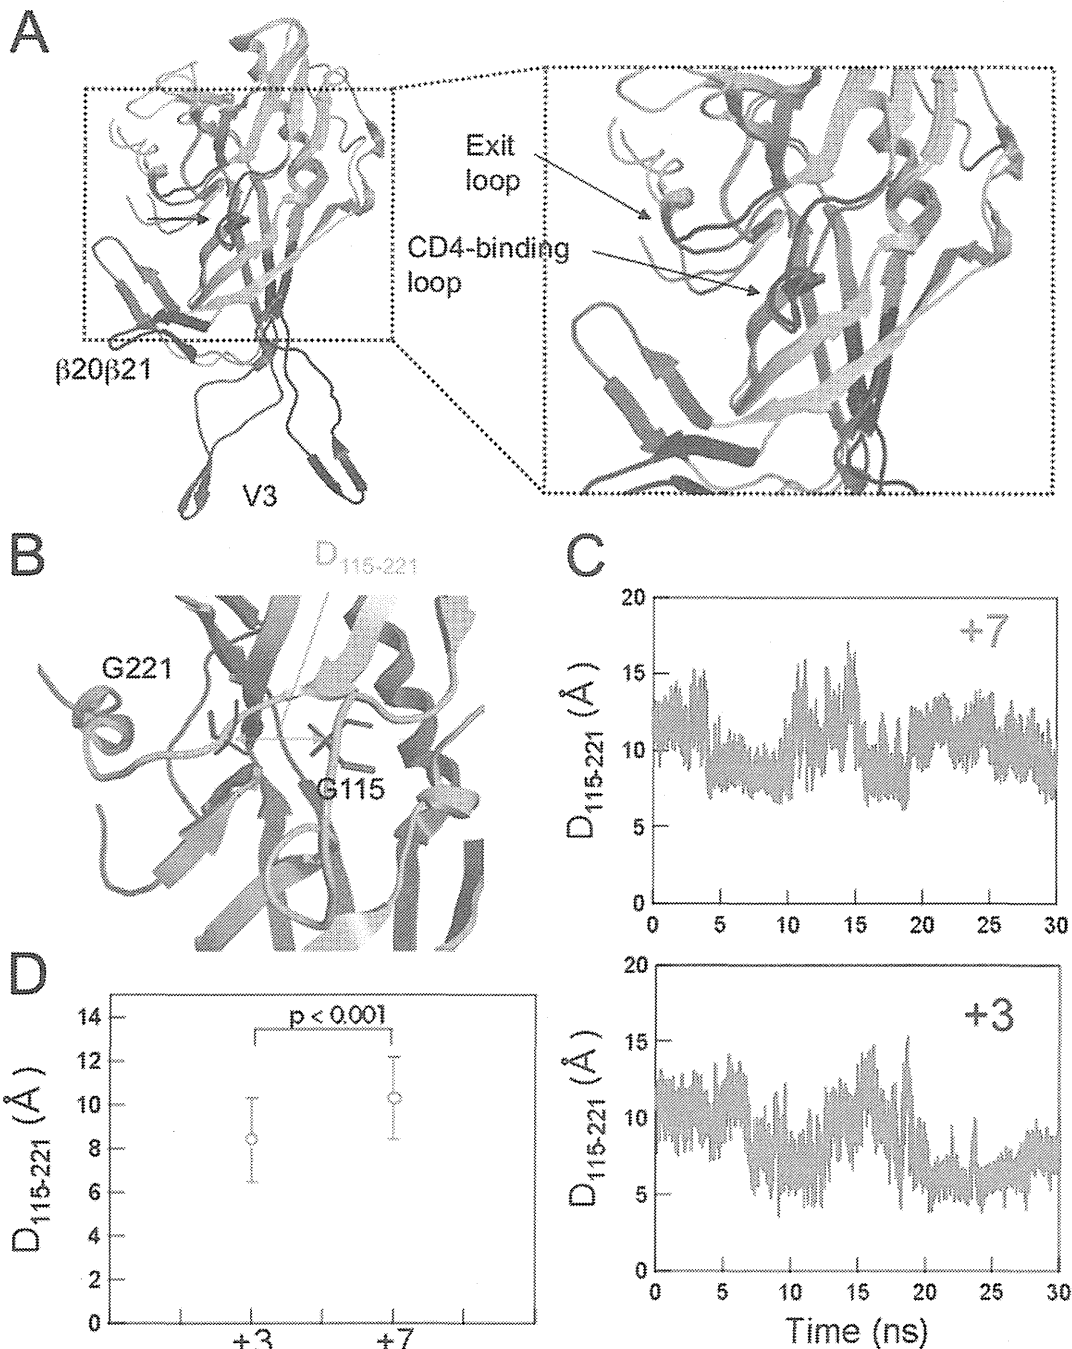 A
Exit
loop
CD4-binding
loop
β20β21
V3
B
D115-221
G221
G115
C
20
15
10
5
0
D115-221 (Å)
+7
0 5 10 15 20 25 30
20
15
10
5
0
D115-221 (Å)
+3
0 5 10 15 20 25 30
Time (ns)
D
14
12
10
8
6
4
2
0
D115-221 (Å)
p < 0.001
+3 +7